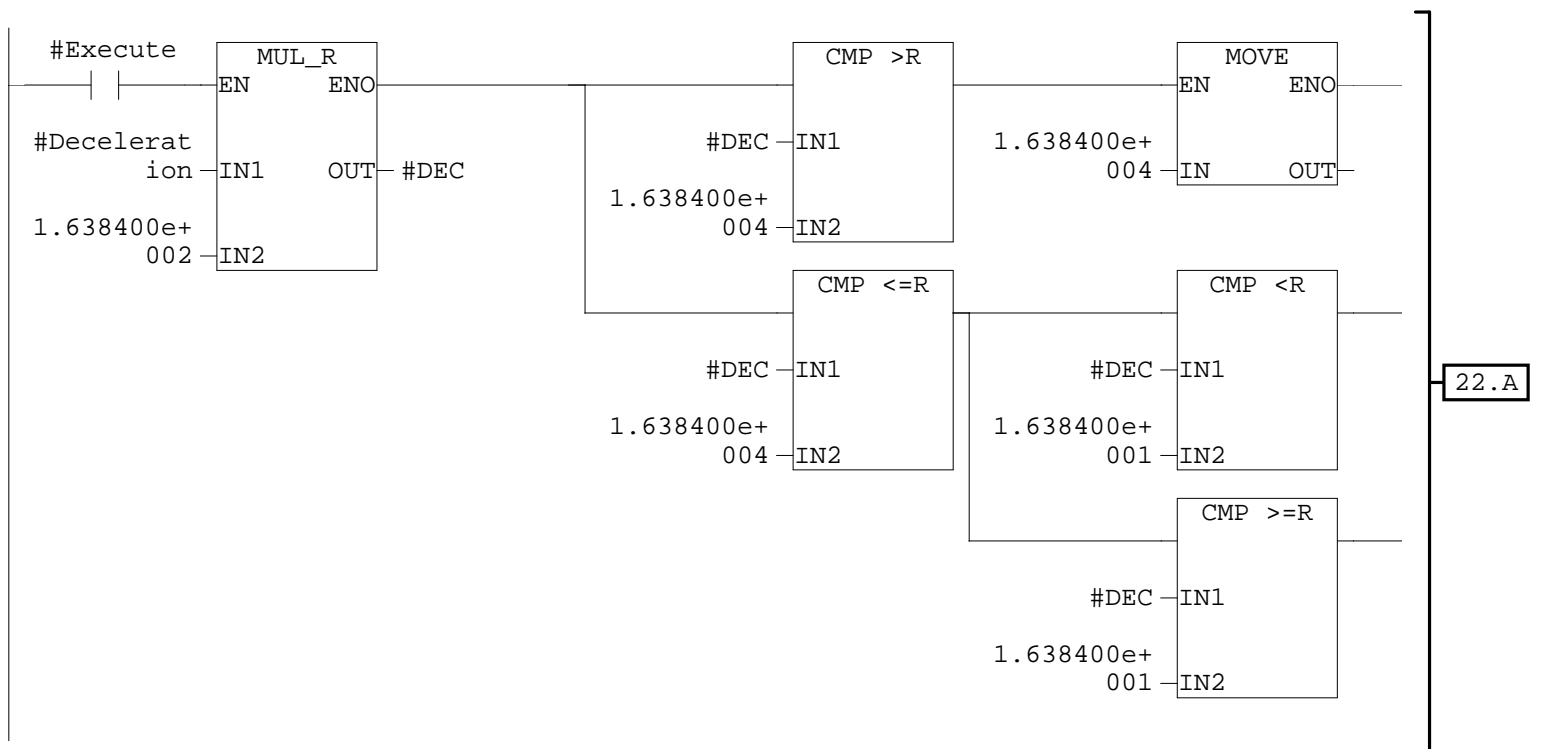 #Execute
MUL_R
EN ENO
#Decelerat
ion IN1 OUT #DEC
1.638400e+
002 IN2
CMP >R
#DEC IN1
1.638400e+
004 IN2
MOVE
EN ENO
1.638400e+
004 IN OUT
CMP <=R
#DEC IN1
1.638400e+
004 IN2
CMP <R
#DEC IN1
1.638400e+
001 IN2
CMP >=R
#DEC IN1
1.638400e+
001 IN2
22.A